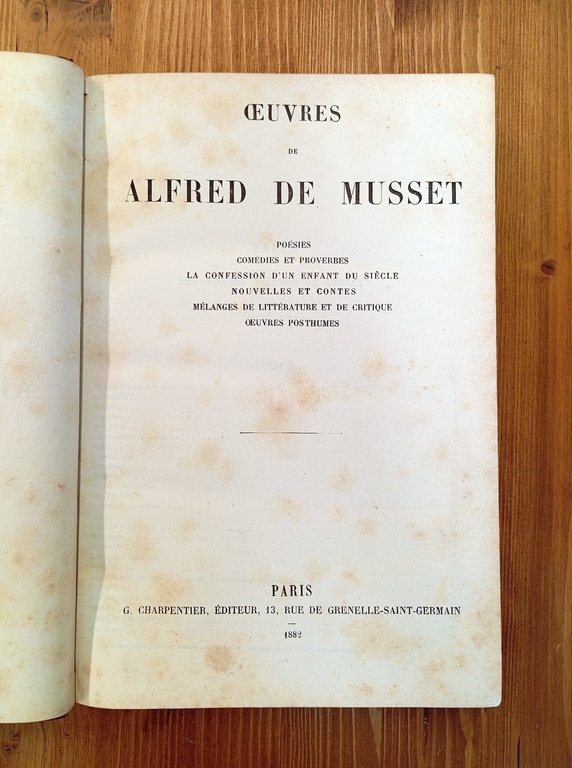 ŒUVRES
DE
ALFRED DE MUSSET
POÉSIES
COMÉDIES ET PROVERBES
LA CONFESSION D'UN ENFANT DU SIÈCLE
NOUVELLES ET CONTES
MÉLANGES DE LITTÉRATURE ET DE CRITIQUE
ŒUVRES POSTHUMES
PARIS
G. CHARPENTIER, ÉDITEUR, 13, RUE DE GRENELLE-SAINT-GERMAIN
1882